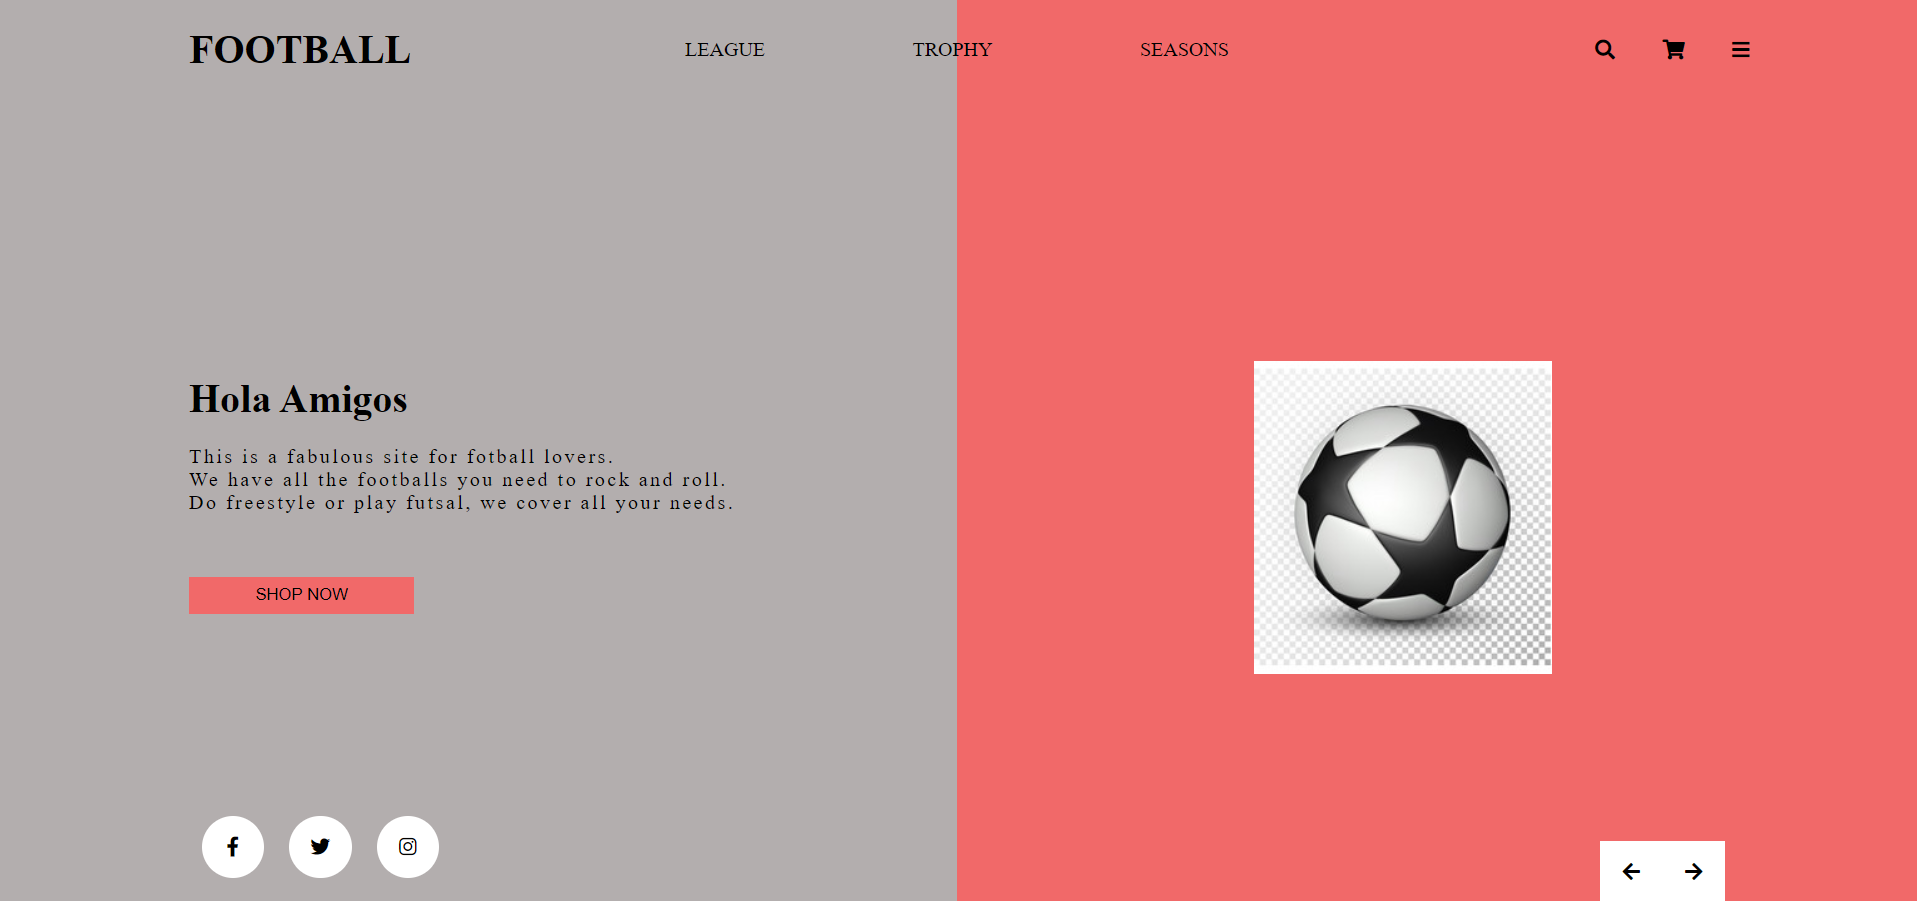 FOOTBALL
LEAGUE
TROPHY
SEASONS
Hola Amigos
This is a fabulous site for fotball lovers.
We have all the footballs you need to rock and roll.
Do freestyle or play futsal, we cover all your needs.
SHOP NOW